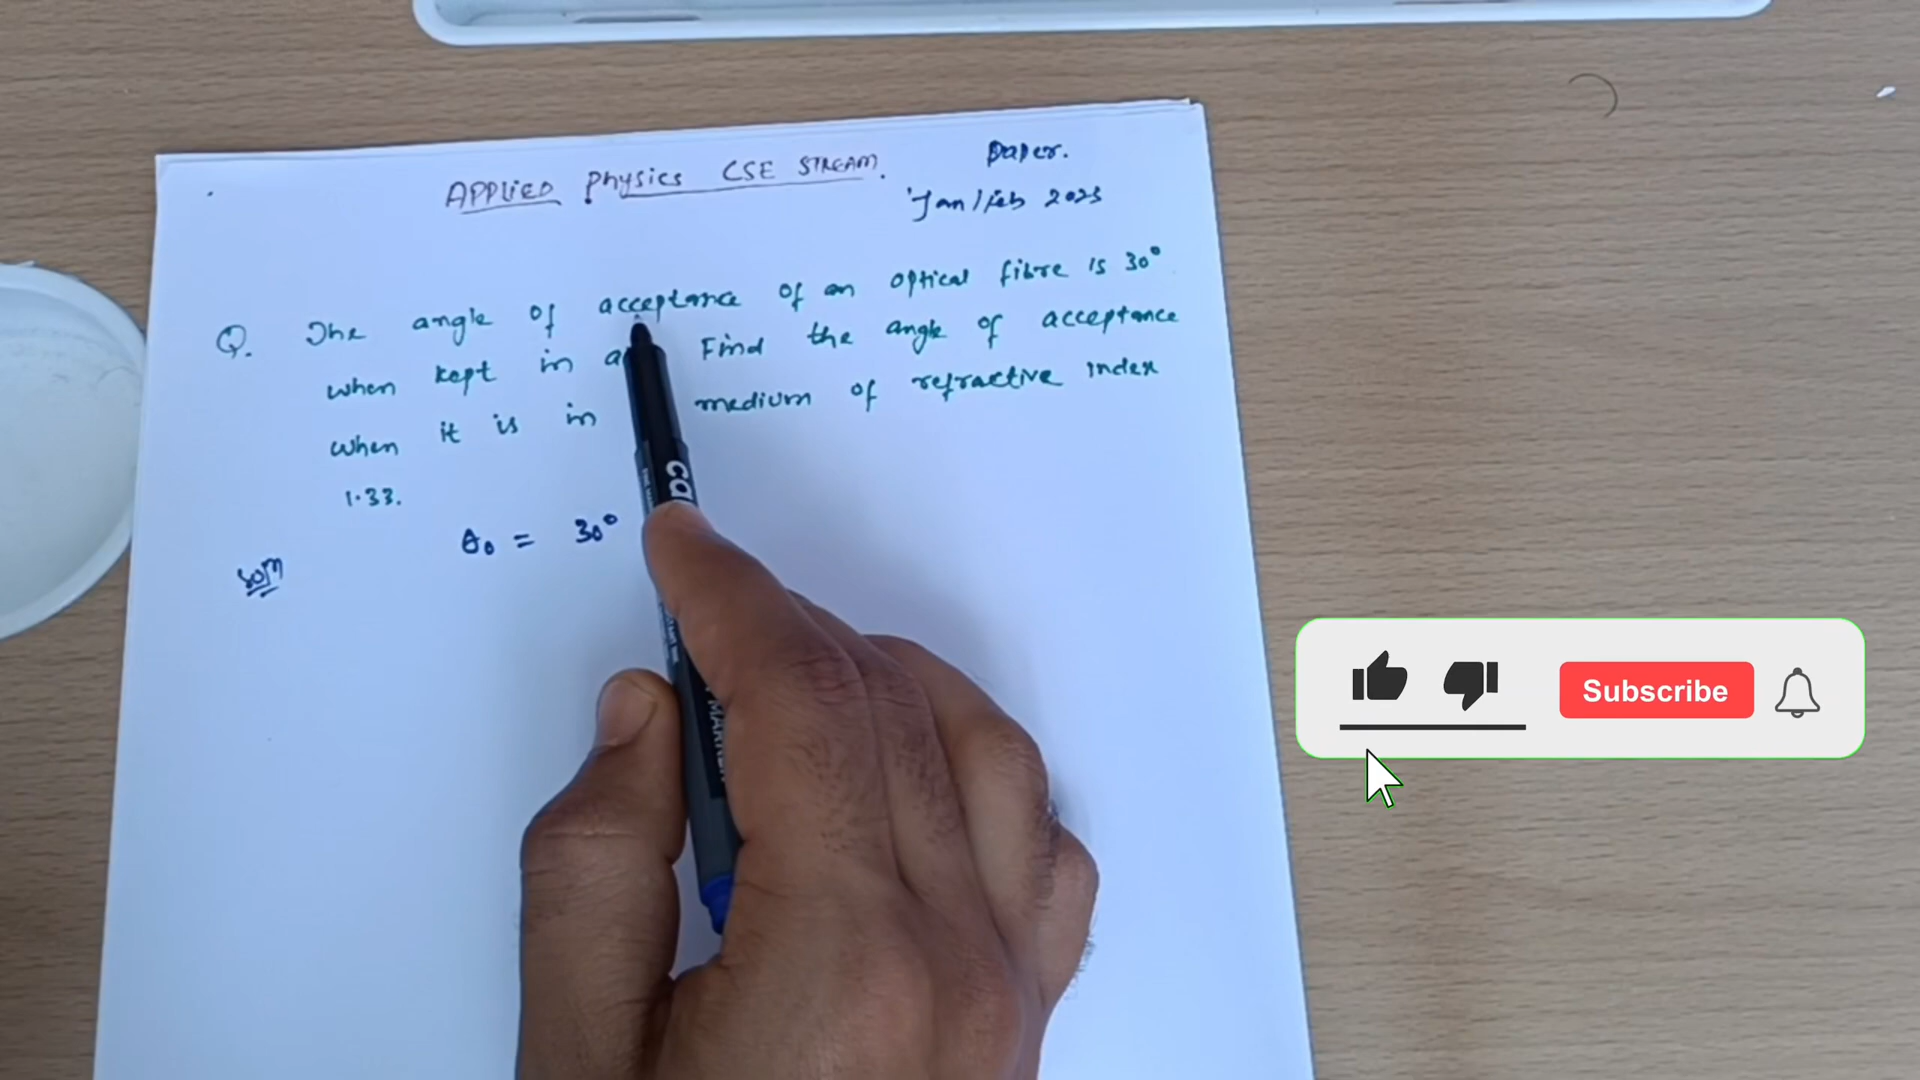 APPLIED Physics CSE STREAM.
paper.
Jan/feb 2025
Q. The angle of acceptance of an optical fibre is 30°
when kept in Find the angle of acceptance
when it is in medium of refractive index
1.33.
Soln
θ₀ = 30°
Subscribe